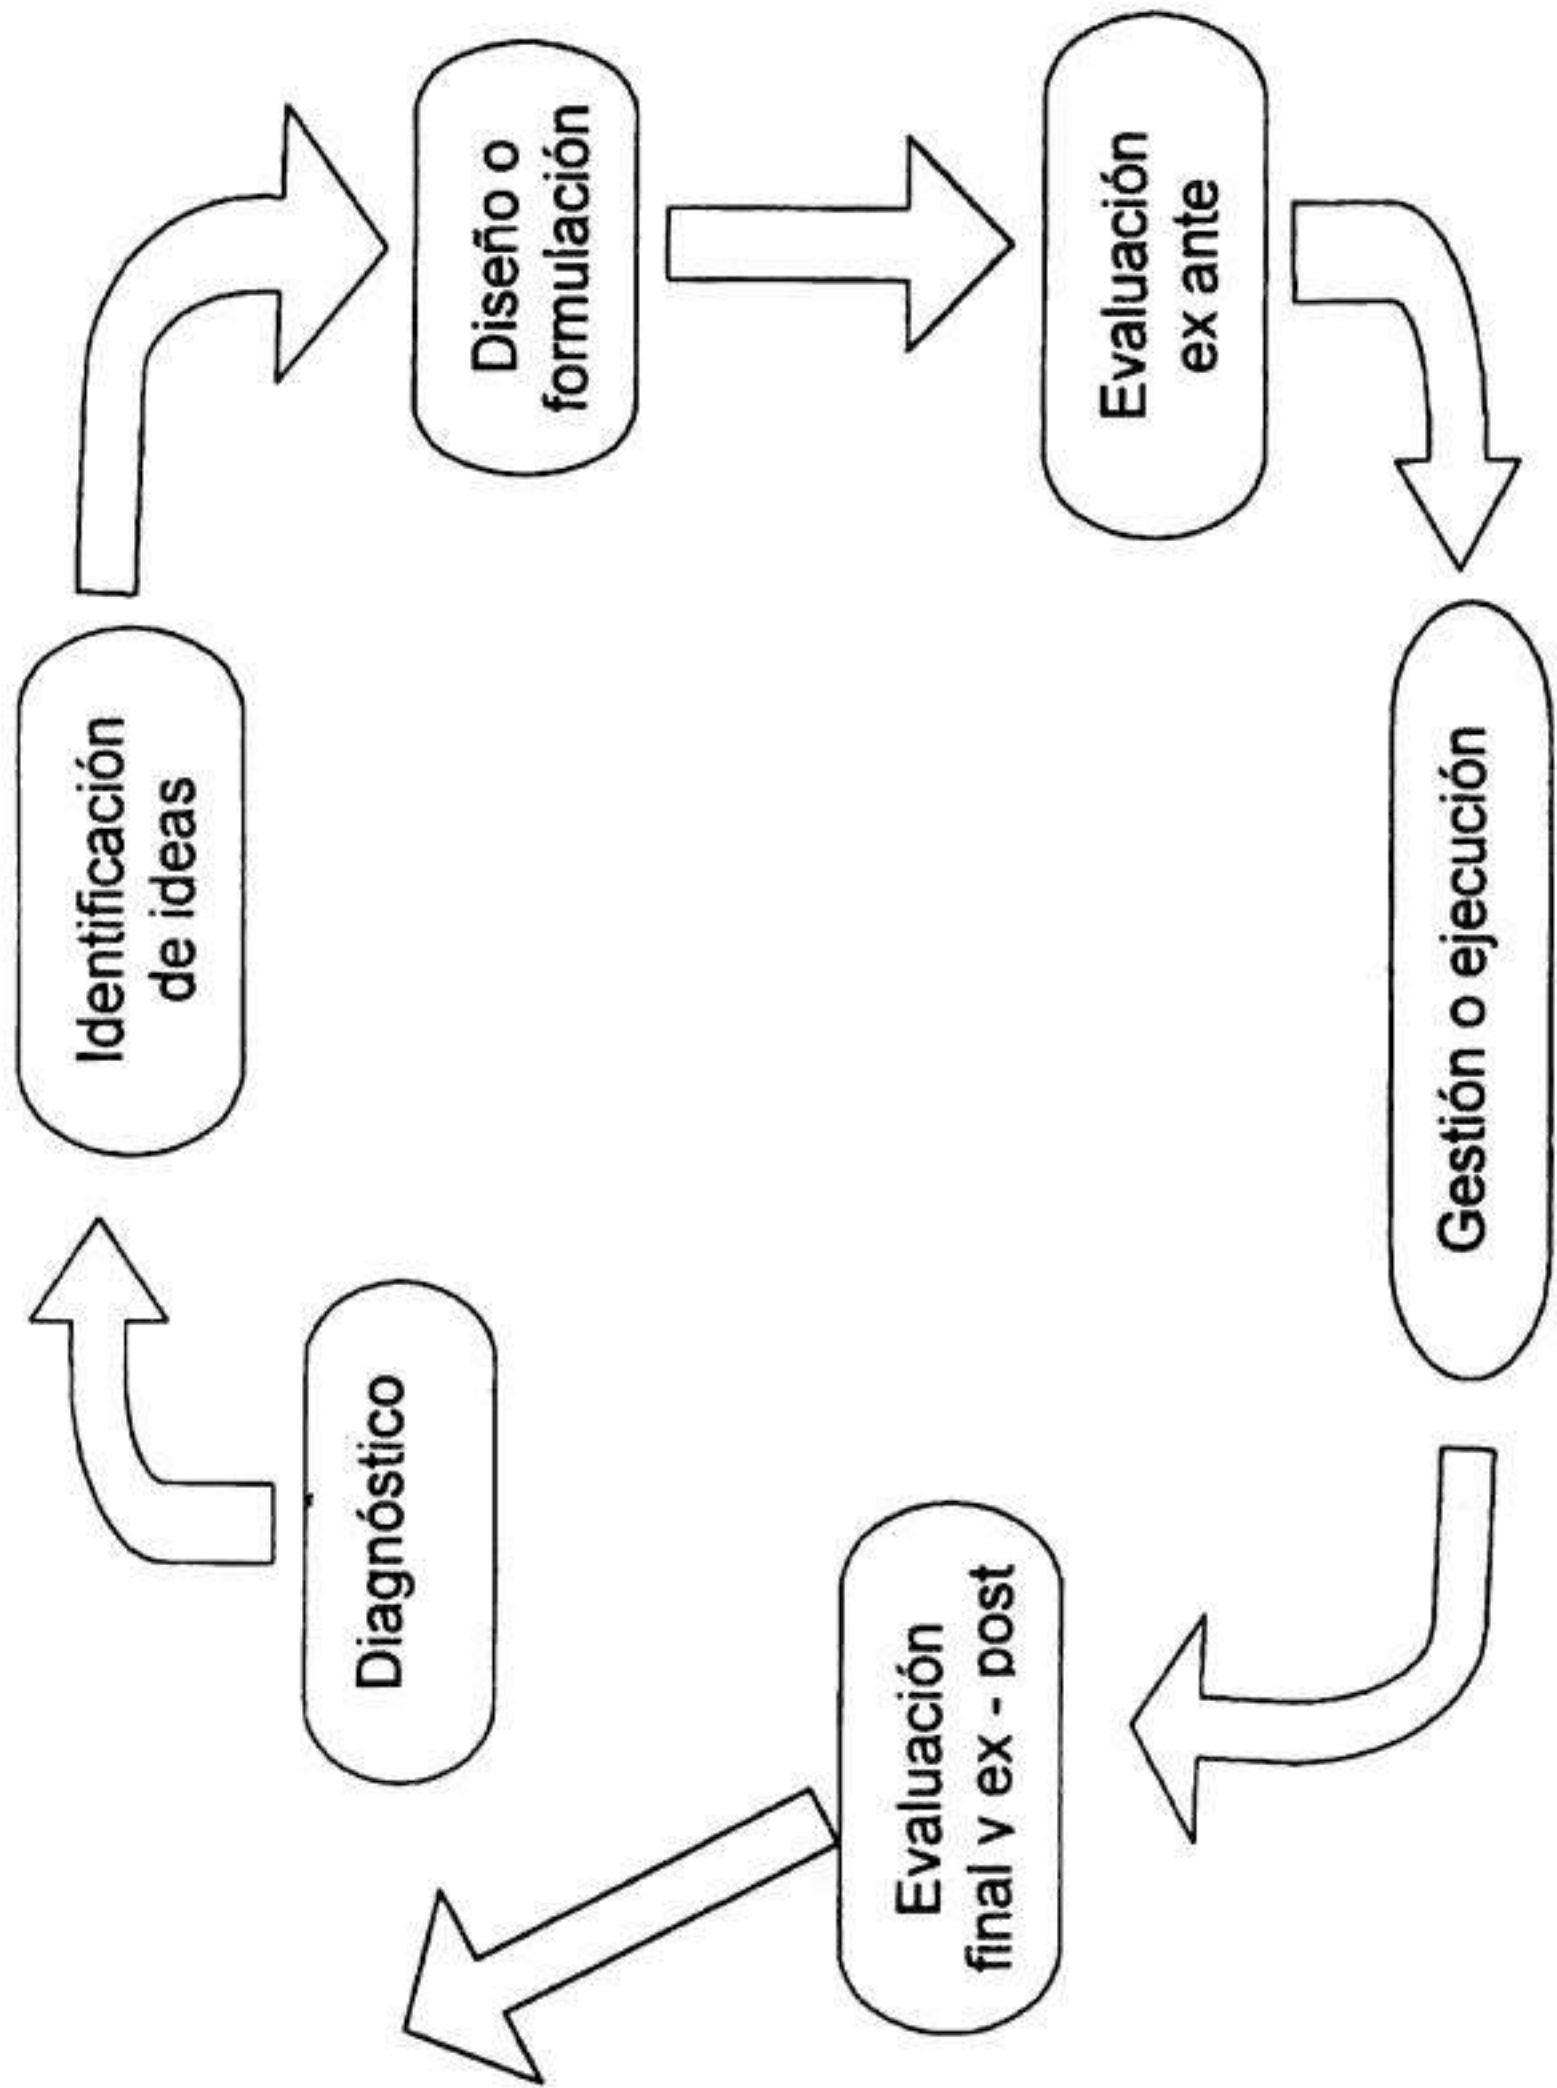 Diagnóstico
Identificación
de ideas
Diseño o
formulación
Evaluación
ex ante
Gestión o ejecución
Evaluación
final y ex - post